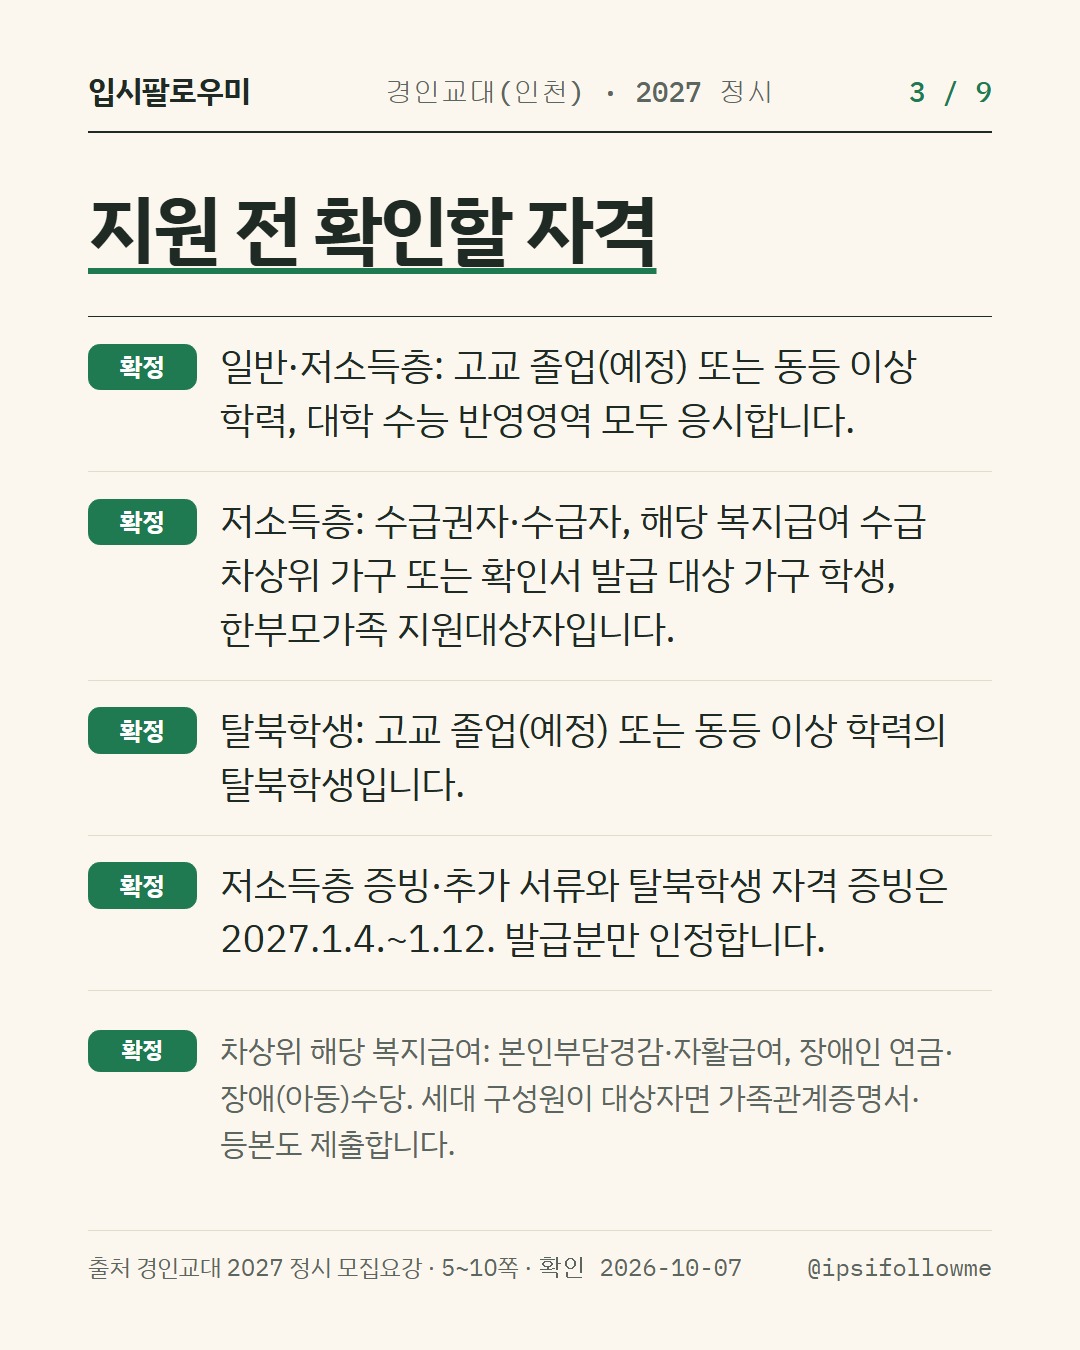 입시팔로우미
경인교대(인천) · 2027 정시
3 / 9
지원 전 확인할 자격
확정
일반·저소득층: 고교 졸업(예정) 또는 동등 이상
학력, 대학 수능 반영영역 모두 응시합니다.
확정
저소득층: 수급권자·수급자, 해당 복지급여 수급
차상위 가구 또는 확인서 발급 대상 가구 학생,
한부모가족 지원대상자입니다.
확정
탈북학생: 고교 졸업(예정) 또는 동등 이상 학력의
탈북학생입니다.
확정
저소득층 증빙·추가 서류와 탈북학생 자격 증빙은
2027.1.4.~1.12. 발급분만 인정합니다.
확정
차상위 해당 복지급여: 본인부담경감·자활급여, 장애인 연금·
장애(아동)수당. 세대 구성원이 대상자면 가족관계증명서·
등본도 제출합니다.
출처 경인교대 2027 정시 모집요강 · 5~10쪽 · 확인 2026-10-07
@ipsifollowme